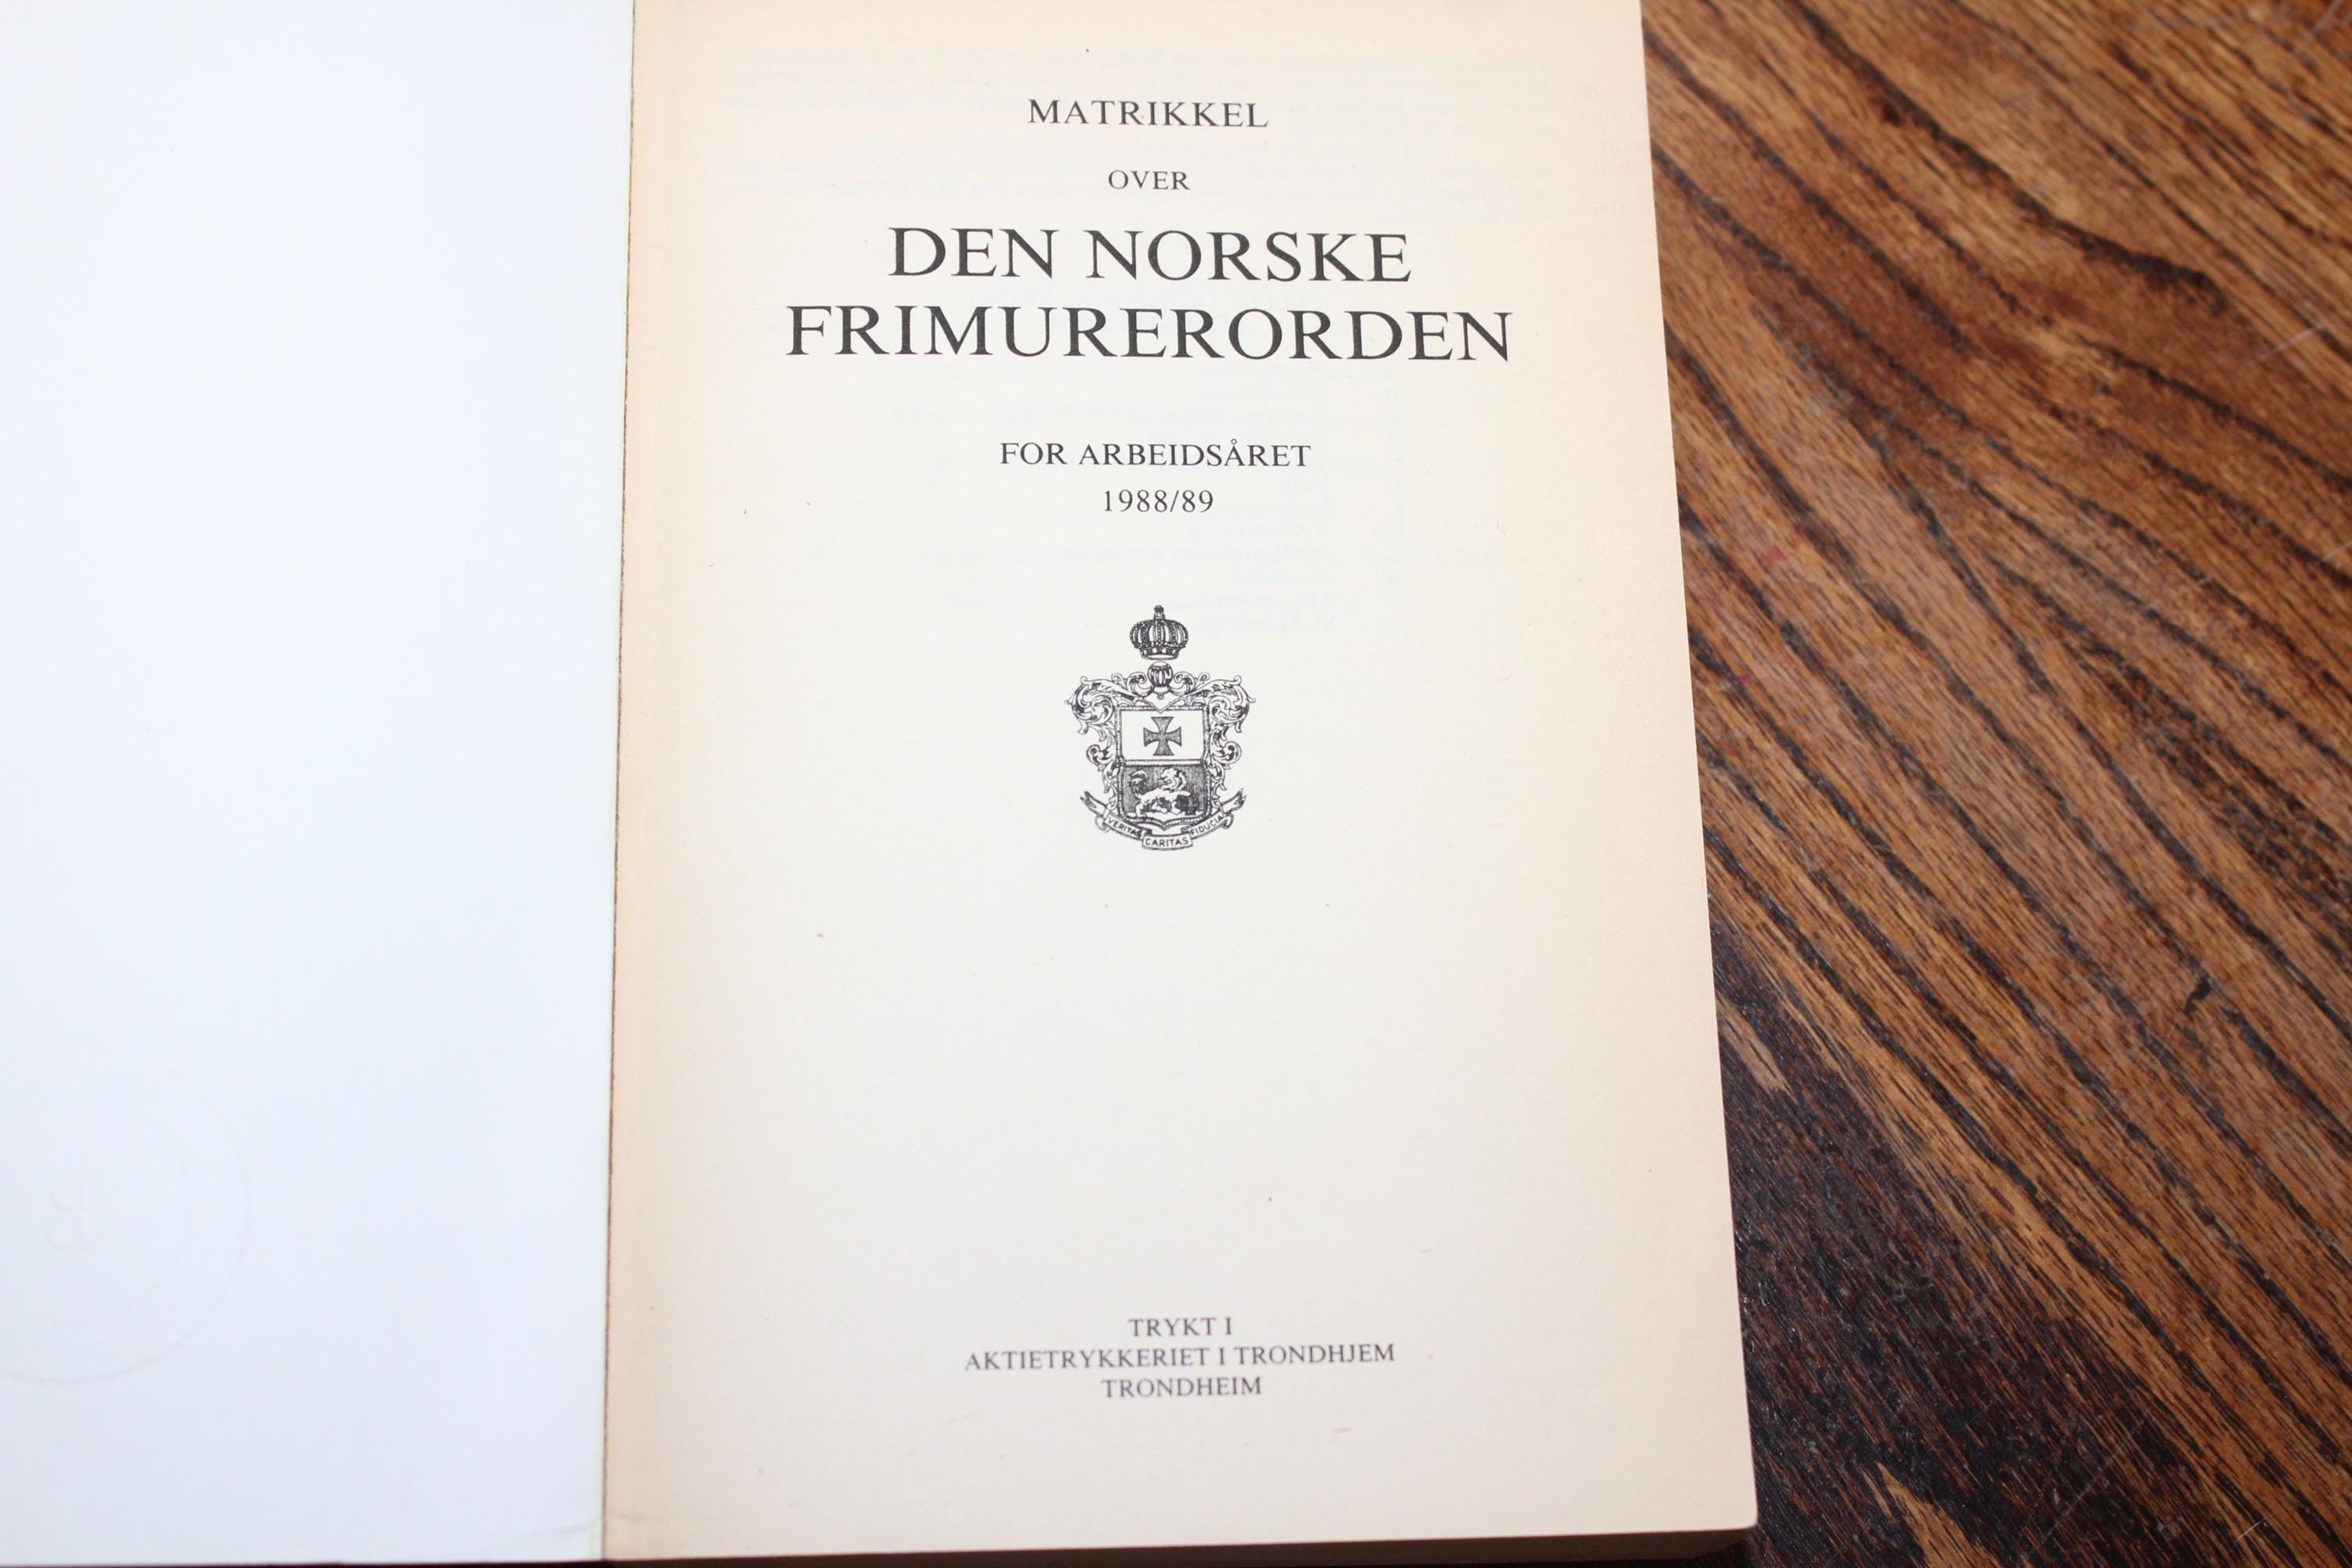 MATRIKKEL
OVER
DEN NORSKE
FRIMURERORDEN
FOR ARBEIDSÅRET
1988/89
VERITAS
CARITAS
FIDUCIA
TRYKT I
AKTIETRYKKERIET I TRONDHJEM
TRONDHEIM